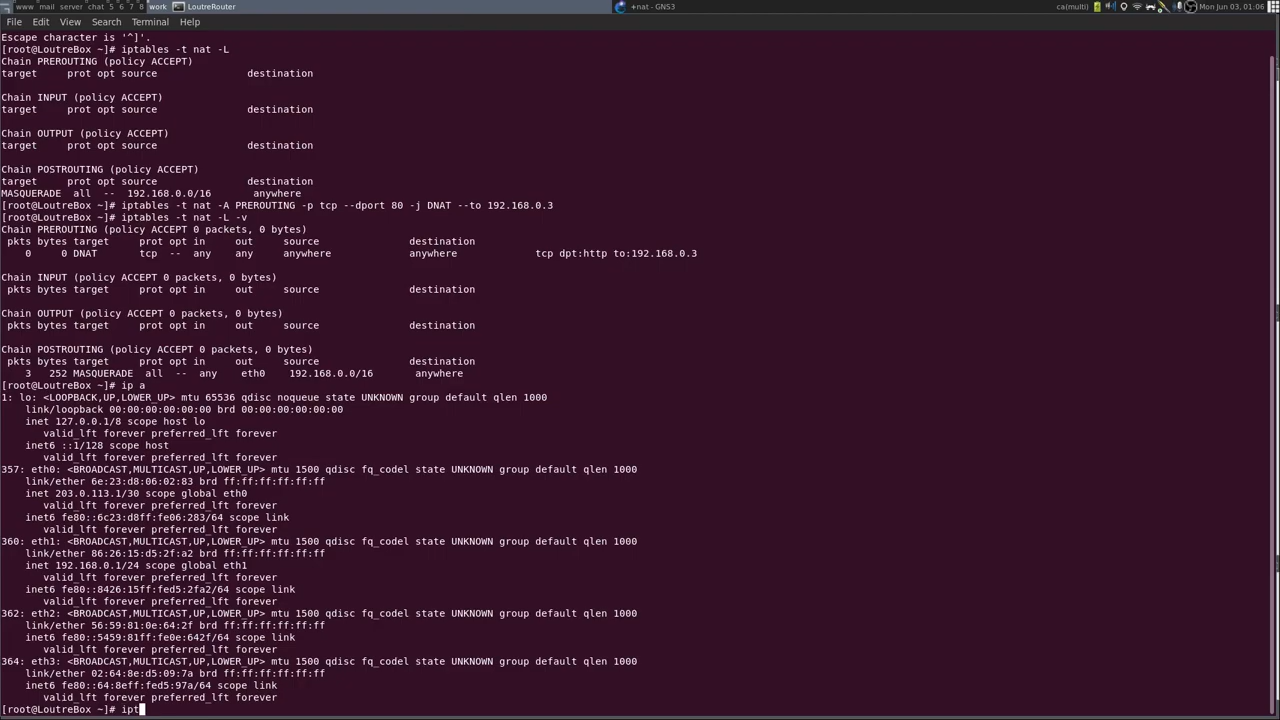 www mail server chat 5 6 7 8 work LoutreRouter +nat - GNS3 ca(multi) Mon Jun 03, 01:06
File Edit View Search Terminal Help
Escape character is '^]'.
[root@LoutreBox ~]# iptables -t nat -L
Chain PREROUTING (policy ACCEPT)
target     prot opt source               destination
Chain INPUT (policy ACCEPT)
target     prot opt source               destination
Chain OUTPUT (policy ACCEPT)
target     prot opt source               destination
Chain POSTROUTING (policy ACCEPT)
target     prot opt source               destination
MASQUERADE  all  --  192.168.0.0/16       anywhere
[root@LoutreBox ~]# iptables -t nat -A PREROUTING -p tcp --dport 80 -j DNAT --to 192.168.0.3
[root@LoutreBox ~]# iptables -t nat -L -v
Chain PREROUTING (policy ACCEPT 0 packets, 0 bytes)
pkts bytes target     prot opt in     out     source               destination
0     0 DNAT       tcp  --  any    any     anywhere             anywhere             tcp dpt:http to:192.168.0.3
Chain INPUT (policy ACCEPT 0 packets, 0 bytes)
pkts bytes target     prot opt in     out     source               destination
Chain OUTPUT (policy ACCEPT 0 packets, 0 bytes)
pkts bytes target     prot opt in     out     source               destination
Chain POSTROUTING (policy ACCEPT 0 packets, 0 bytes)
pkts bytes target     prot opt in     out     source               destination
3   252 MASQUERADE  all  --  any    eth0    192.168.0.0/16       anywhere
[root@LoutreBox ~]# ip a
1: lo: <LOOPBACK,UP,LOWER_UP> mtu 65536 qdisc noqueue state UNKNOWN group default qlen 1000
link/loopback 00:00:00:00:00:00 brd 00:00:00:00:00:00
inet 127.0.0.1/8 scope host lo
valid_lft forever preferred_lft forever
inet6 ::1/128 scope host
valid_lft forever preferred_lft forever
357: eth0: <BROADCAST,MULTICAST,UP,LOWER_UP> mtu 1500 qdisc fq_codel state UNKNOWN group default qlen 1000
link/ether 6e:23:d8:06:02:83 brd ff:ff:ff:ff:ff:ff
inet 203.0.113.1/30 scope global eth0
valid_lft forever preferred_lft forever
inet6 fe80::6c23:d8ff:fe06:283/64 scope link
valid_lft forever preferred_lft forever
360: eth1: <BROADCAST,MULTICAST,UP,LOWER_UP> mtu 1500 qdisc fq_codel state UNKNOWN group default qlen 1000
link/ether 86:26:15:d5:2f:a2 brd ff:ff:ff:ff:ff:ff
inet 192.168.0.1/24 scope global eth1
valid_lft forever preferred_lft forever
inet6 fe80::8426:15ff:fed5:2fa2/64 scope link
valid_lft forever preferred_lft forever
362: eth2: <BROADCAST,MULTICAST,UP,LOWER_UP> mtu 1500 qdisc fq_codel state UNKNOWN group default qlen 1000
link/ether 56:59:81:0e:64:2f brd ff:ff:ff:ff:ff:ff
inet6 fe80::5459:81ff:fe0e:642f/64 scope link
valid_lft forever preferred_lft forever
364: eth3: <BROADCAST,MULTICAST,UP,LOWER_UP> mtu 1500 qdisc fq_codel state UNKNOWN group default qlen 1000
link/ether 02:64:8e:d5:09:7a brd ff:ff:ff:ff:ff:ff
inet6 fe80::64:8eff:fed5:97a/64 scope link
valid_lft forever preferred_lft forever
[root@LoutreBox ~]# ipt